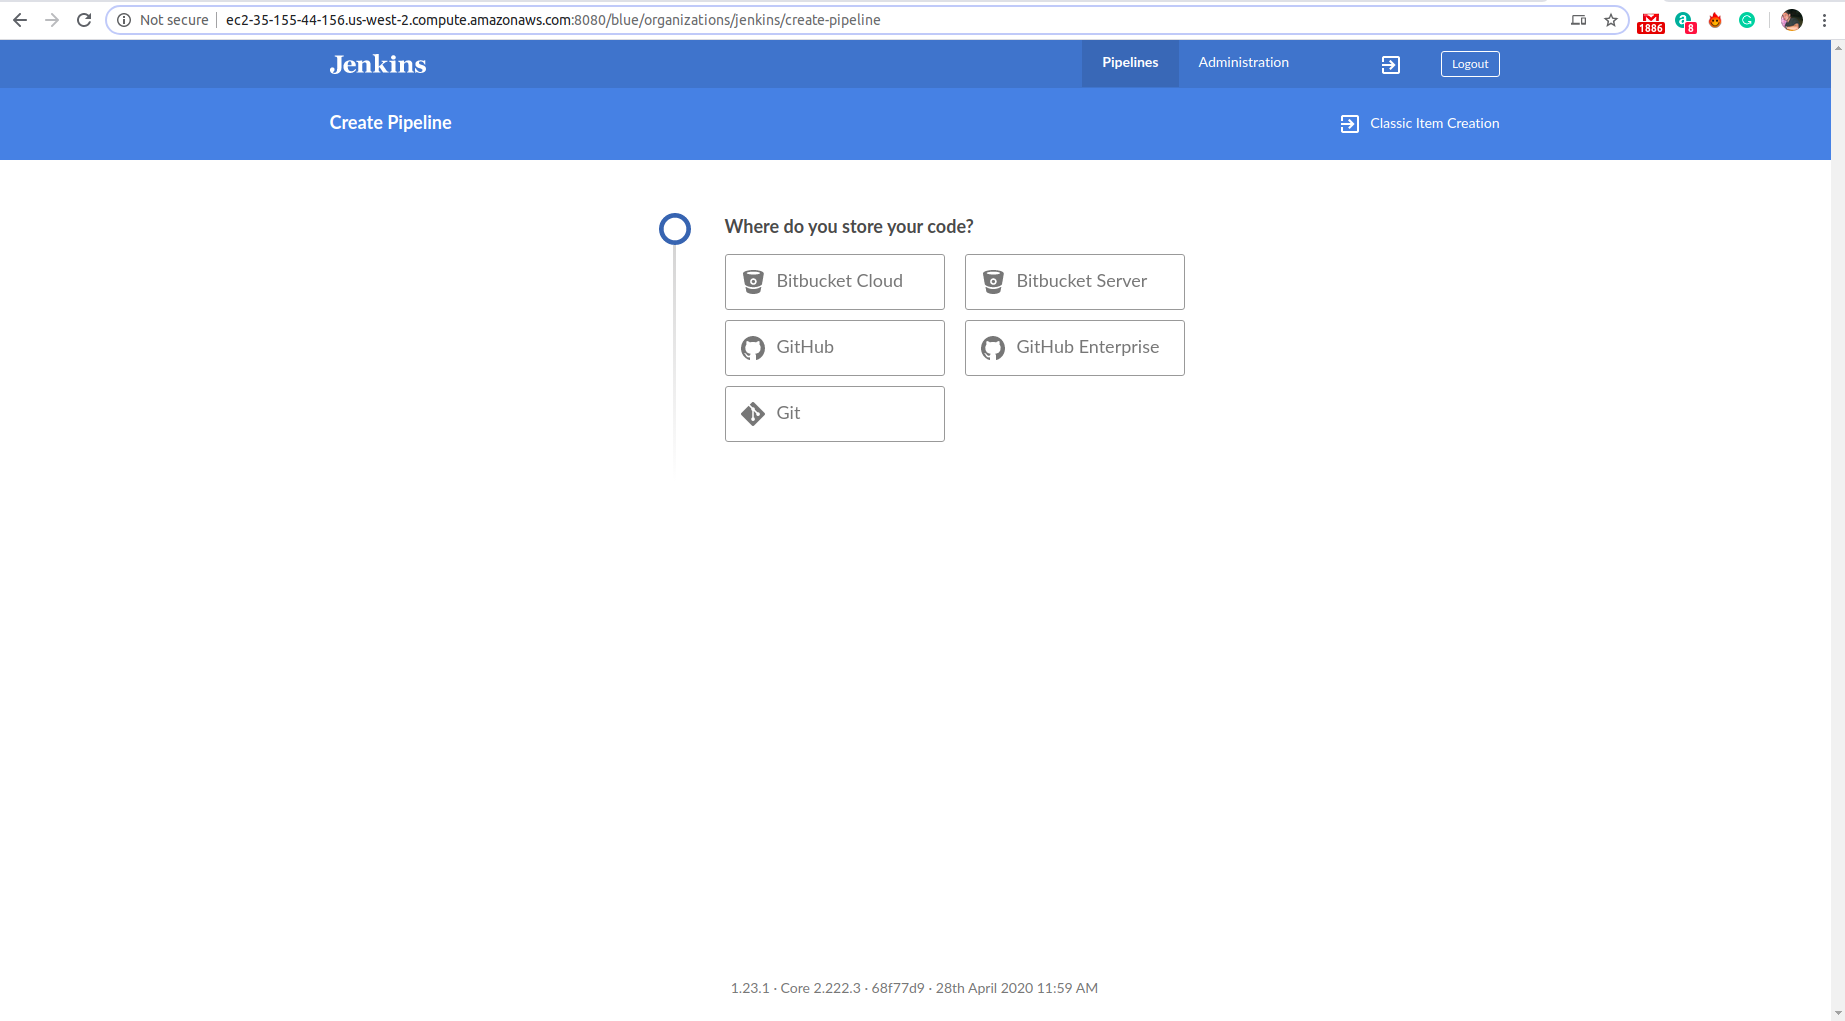 Not secure ec2-35-155-44-156.us-west-2.compute.amazonaws.com:8080/blue/organizations/jenkins/create-pipeline
1886
a
8
G
Jenkins
Pipelines
Administration
Logout
Create Pipeline
Classic Item Creation
Where do you store your code?
Bitbucket Cloud
Bitbucket Server
GitHub
GitHub Enterprise
Git
1.23.1 · Core 2.222.3 · 68f77d9 · 28th April 2020 11:59 AM